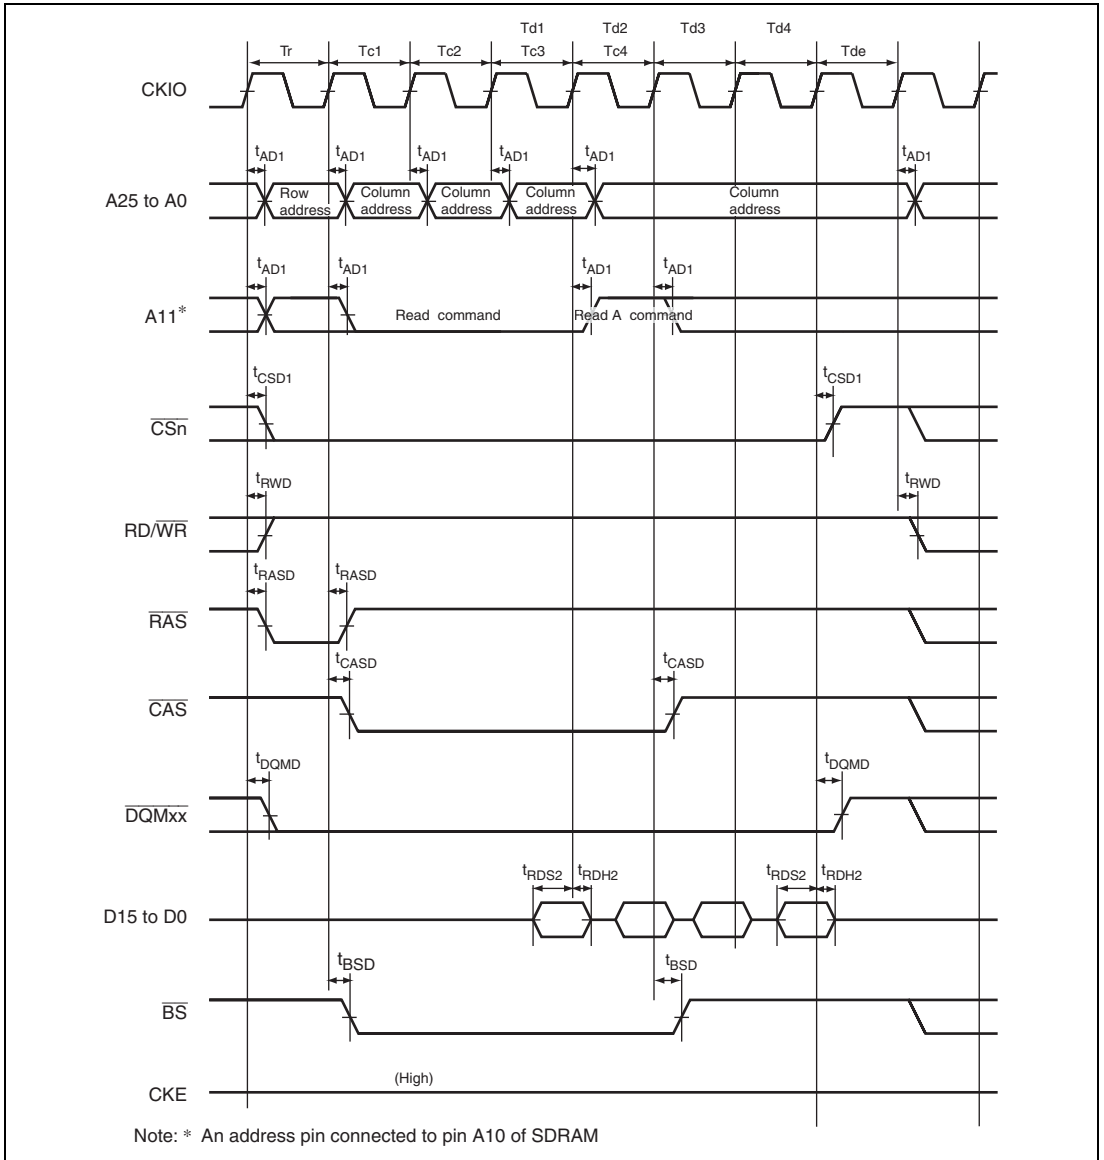 Td1 Td2 Td3 Td4
Tr Tc1 Tc2 Tc3 Tc4 Tde
CKIO
tAD1 tAD1 tAD1 tAD1 tAD1 tAD1
A25 to A0
Row address
Column address
Column address
Column address
Column address
tAD1 tAD1 tAD1 tAD1
A11*
Read command
Read A command
tCSD1 tCSD1
CSn
tRWD tRWD
RD/WR
tRASD tRASD
RAS
tCASD tCASD
CAS
tDQMD tDQMD
DQMxx
tRDS2 tRDH2 tRDS2 tRDH2
D15 to D0
tBSD tBSD
BS
(High)
CKE
Note: * An address pin connected to pin A10 of SDRAM